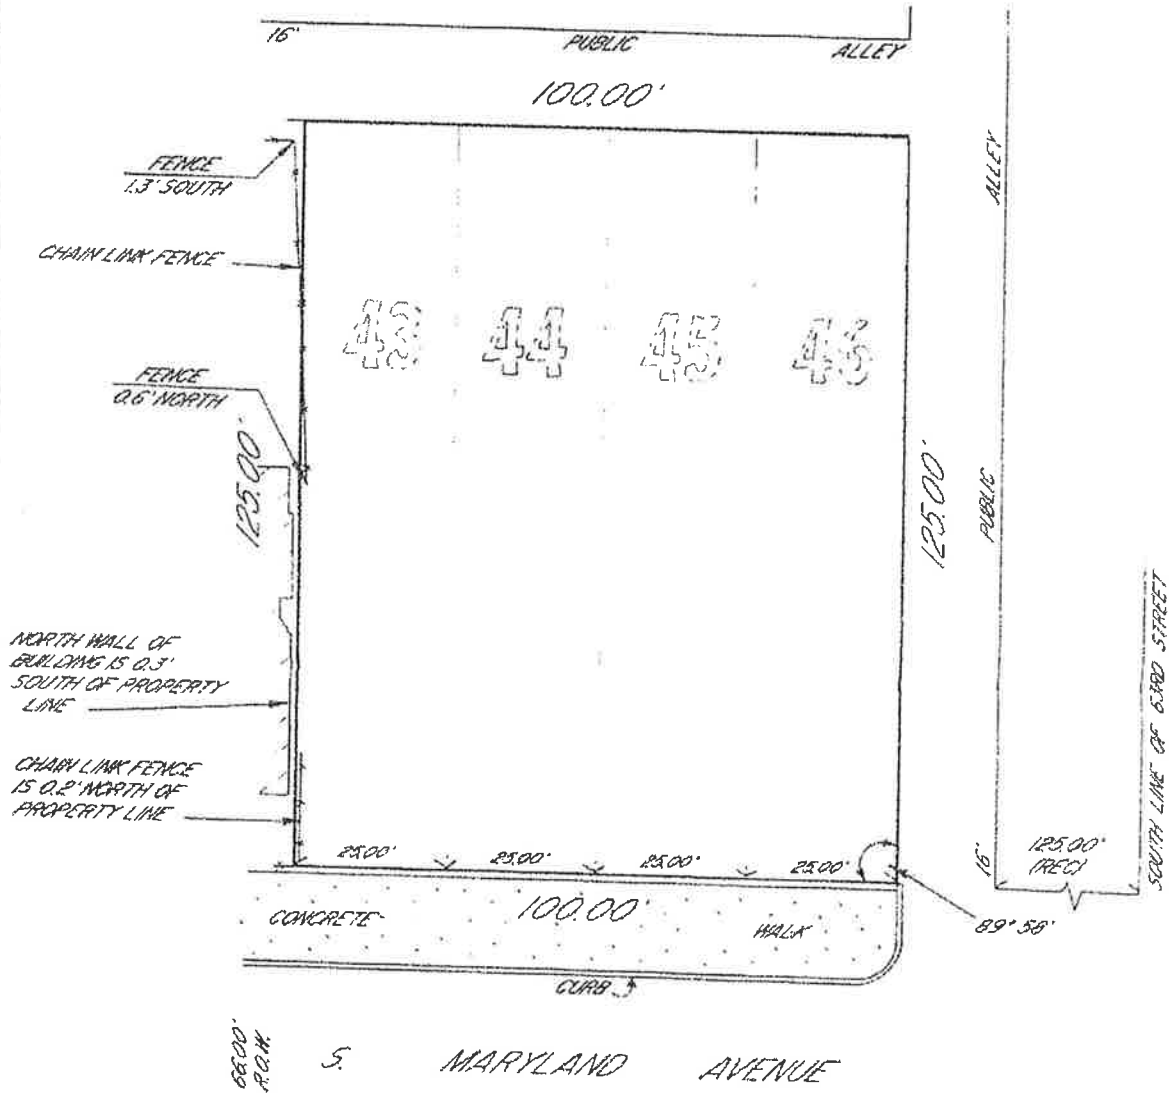 16'
PUBLIC
ALLEY
100.00'
FENCE
1.3' SOUTH
ALLEY
CHAIN LINK FENCE
43
44
45
46
FENCE
0.6' NORTH
125.00'
125.00'
PUBLIC
NORTH WALL OF
BUILDING IS 0.3'
SOUTH OF PROPERTY
LINE
SOUTH LINE OF 63RD STREET
CHAIN LINK FENCE
IS 0.2' NORTH OF
PROPERTY LINE
25.00'
25.00'
25.00'
25.00'
16'
125.00'
(REC)
CONCRETE
100.00'
WALK
89°58'
CURB
66.00'
R.O.W.
S. MARYLAND AVENUE